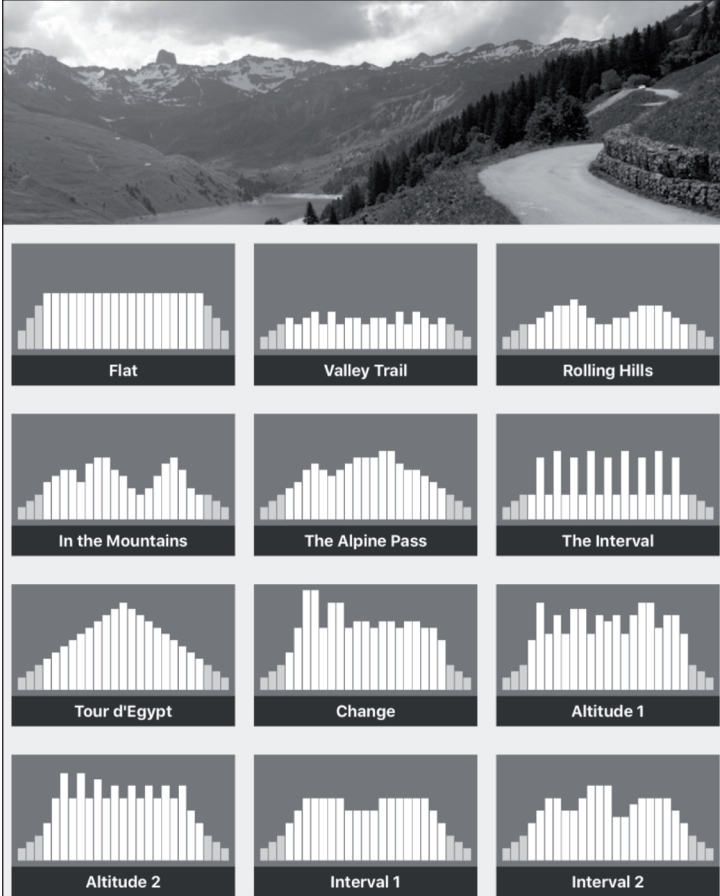 Flat
Valley Trail
Rolling Hills
In the Mountains
The Alpine Pass
The Interval
Tour d'Egypt
Change
Altitude 1
Altitude 2
Interval 1
Interval 2